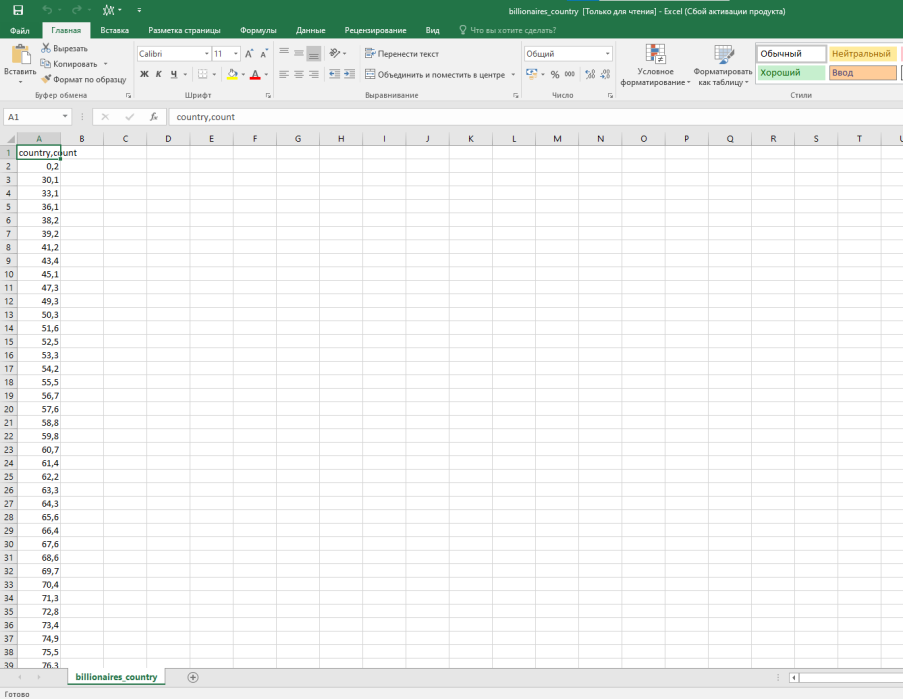 billionaires_country [Только для чтения] - Excel (Сбой активации продукта)
Файл Главная Вставка Разметка страницы Формулы Данные Рецензирование Вид Что вы хотите сделать?
Вставить
Вырезать
Копировать
Формат по образцу
Буфер обмена
Calibri 11
Ж К Ч
Шрифт
Перенести текст
Объединить и поместить в центре
Выравнивание
Общий
% 000
Число
Условное форматирование
Форматировать как таблицу
Обычный Нейтральный
Хороший Ввод
Стили
A1 fx country,count
A B C D E F G H I J K L M N O P Q R S T U
1 country,count
2 0,2
3 30,1
4 33,1
5 36,1
6 38,2
7 39,2
8 41,2
9 43,4
10 45,1
11 47,3
12 49,3
13 50,3
14 51,6
15 52,5
16 53,3
17 54,2
18 55,5
19 56,7
20 57,6
21 58,8
22 59,8
23 60,7
24 61,4
25 62,2
26 63,3
27 64,3
28 65,6
29 66,4
30 67,6
31 68,6
32 69,7
33 70,4
34 71,3
35 72,8
36 73,4
37 74,9
38 75,5
39 76,3
billionaires_country
Готово